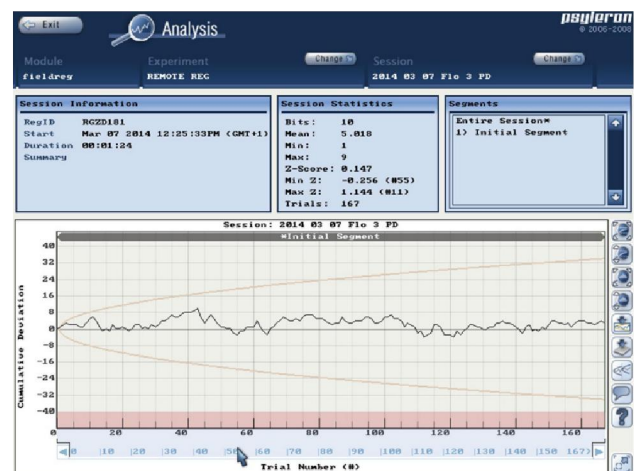 Exit
Analysis
psyleron
© 2005-2008
Module
Experiment
Change
Session
Change
fieldreg
REMOTE REG
2014 03 07 Flo 3 PD
Session Information
RegID RGZD181
Start Mar 07 2014 12:25:33PM (GMT+1)
Duration 00:01:24
Summary
Session Statistics
Bits: 10
Mean: 5.018
Min: 1
Max: 9
Z-Score: 0.147
Min Z: -0.256 (#55)
Max Z: 1.144 (#11)
Trials: 167
Segments
Entire Session*
1) Initial Segment
Session: 2014 03 07 Flo 3 PD
#Initial Segment
Cumulative Deviation
40
32
24
16
8
0
-8
-16
-24
-32
-40
0 20 40 60 80 100 120 140 160
0 |10 |20 |30 |40 |50 |60 |70 |80 |90 |100 |110 |120 |130 |140 |150 167)
Trial Number (#)
?